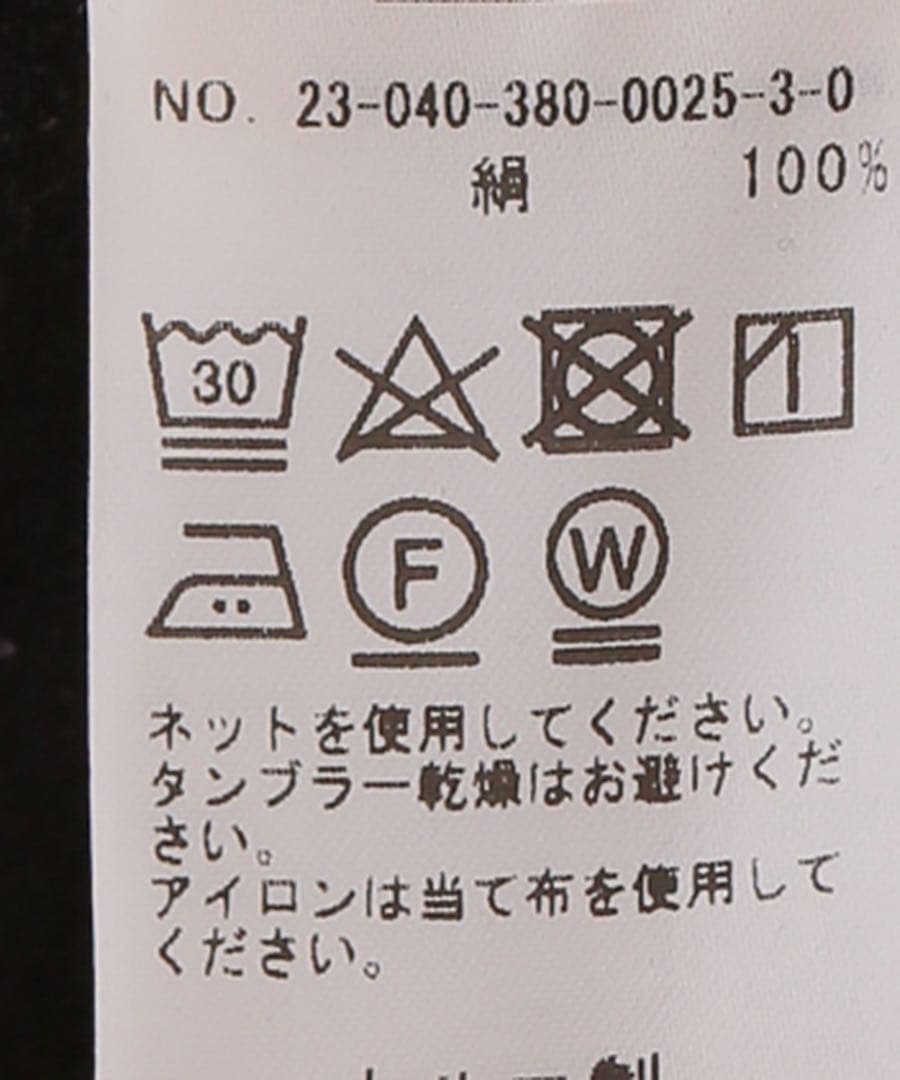 NO. 23-040-380-0025-3-0
絹 100%
30
F W
ネットを使用してください。
タンブラー乾燥はお避けくだ
さい。
アイロンは当て布を使用して
ください。